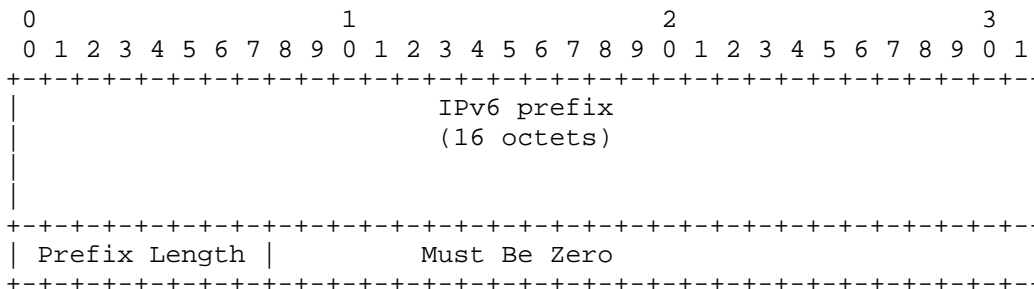 0                   1                   2                   3
0 1 2 3 4 5 6 7 8 9 0 1 2 3 4 5 6 7 8 9 0 1 2 3 4 5 6 7 8 9 0 1
+-+-+-+-+-+-+-+-+-+-+-+-+-+-+-+-+-+-+-+-+-+-+-+-+-+-+-+-+-+-+-+-
| IPv6 prefix
| (16 octets)
|
|
+-+-+-+-+-+-+-+-+-+-+-+-+-+-+-+-+-+-+-+-+-+-+-+-+-+-+-+-+-+-+-+-
| Prefix Length | Must Be Zero
+-+-+-+-+-+-+-+-+-+-+-+-+-+-+-+-+-+-+-+-+-+-+-+-+-+-+-+-+-+-+-+-